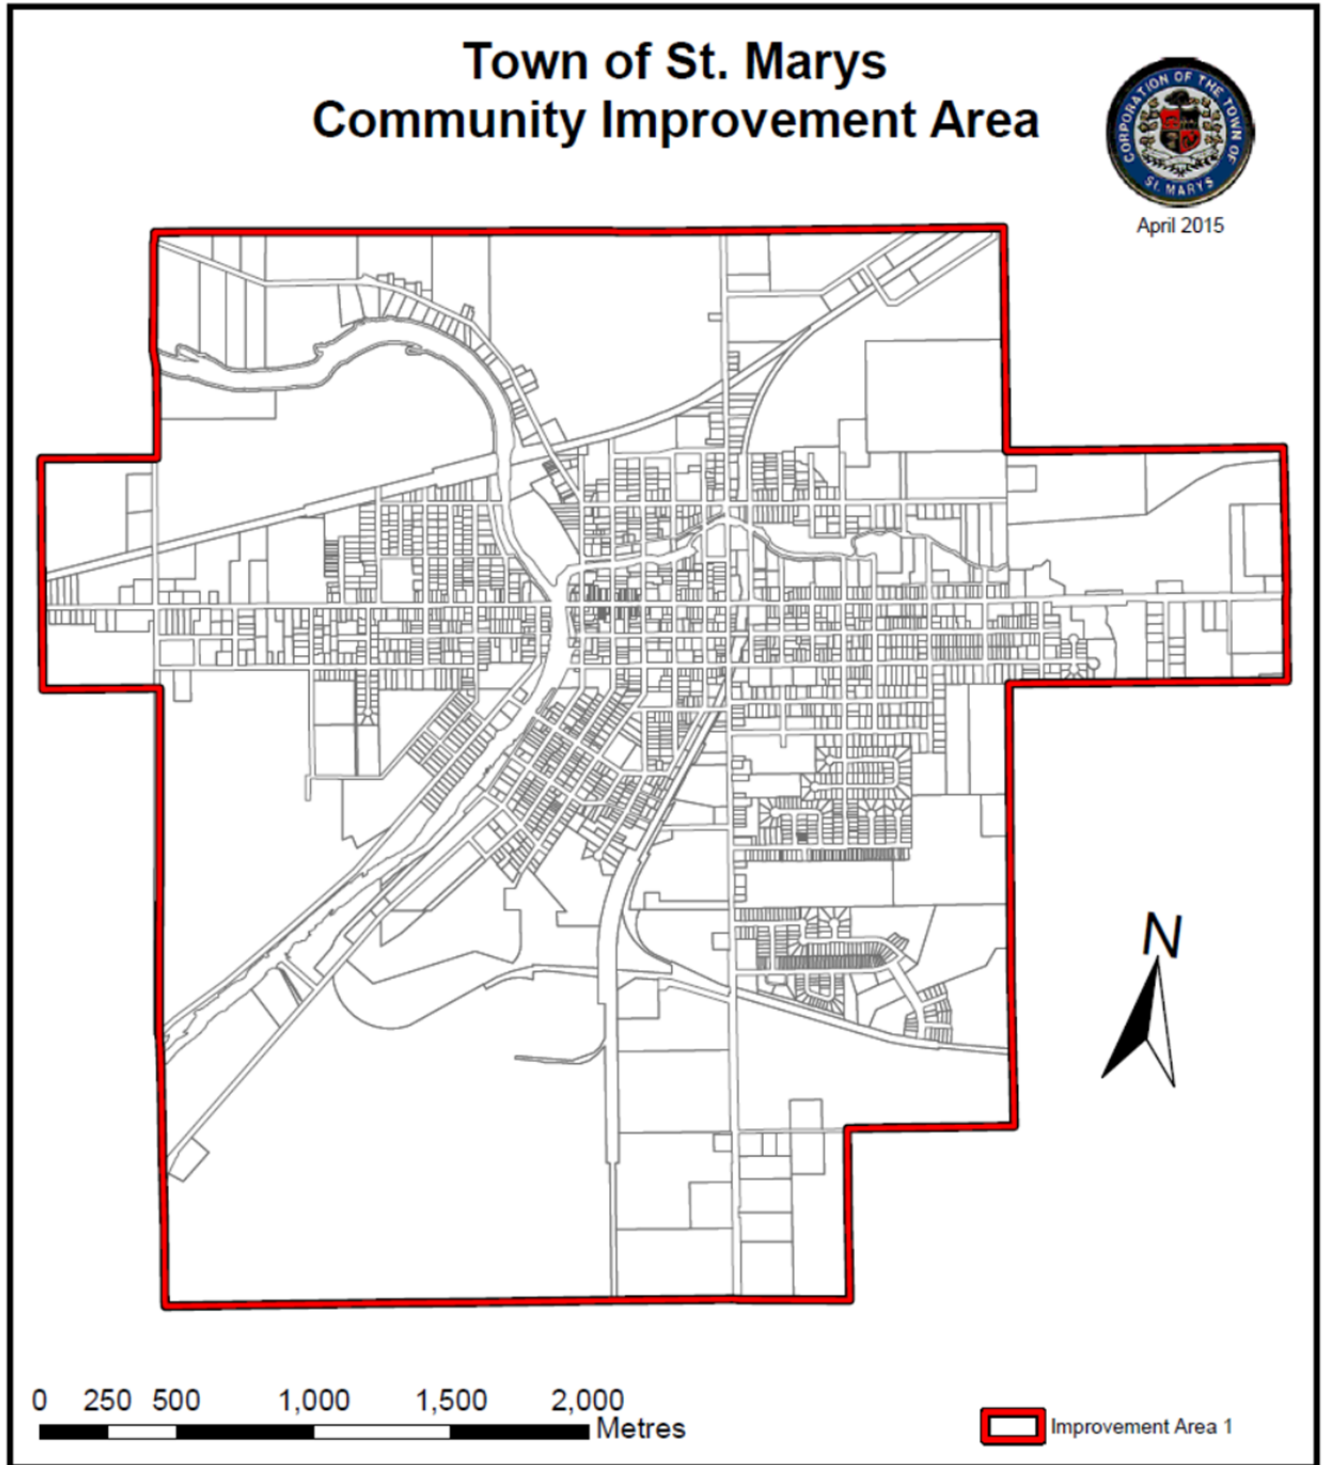 Town of St. Marys
Community Improvement Area
CORPORATION OF THE TOWN OF
ST. MARYS
April 2015
N
0 250 500 1,000 1,500 2,000
Metres
Improvement Area 1